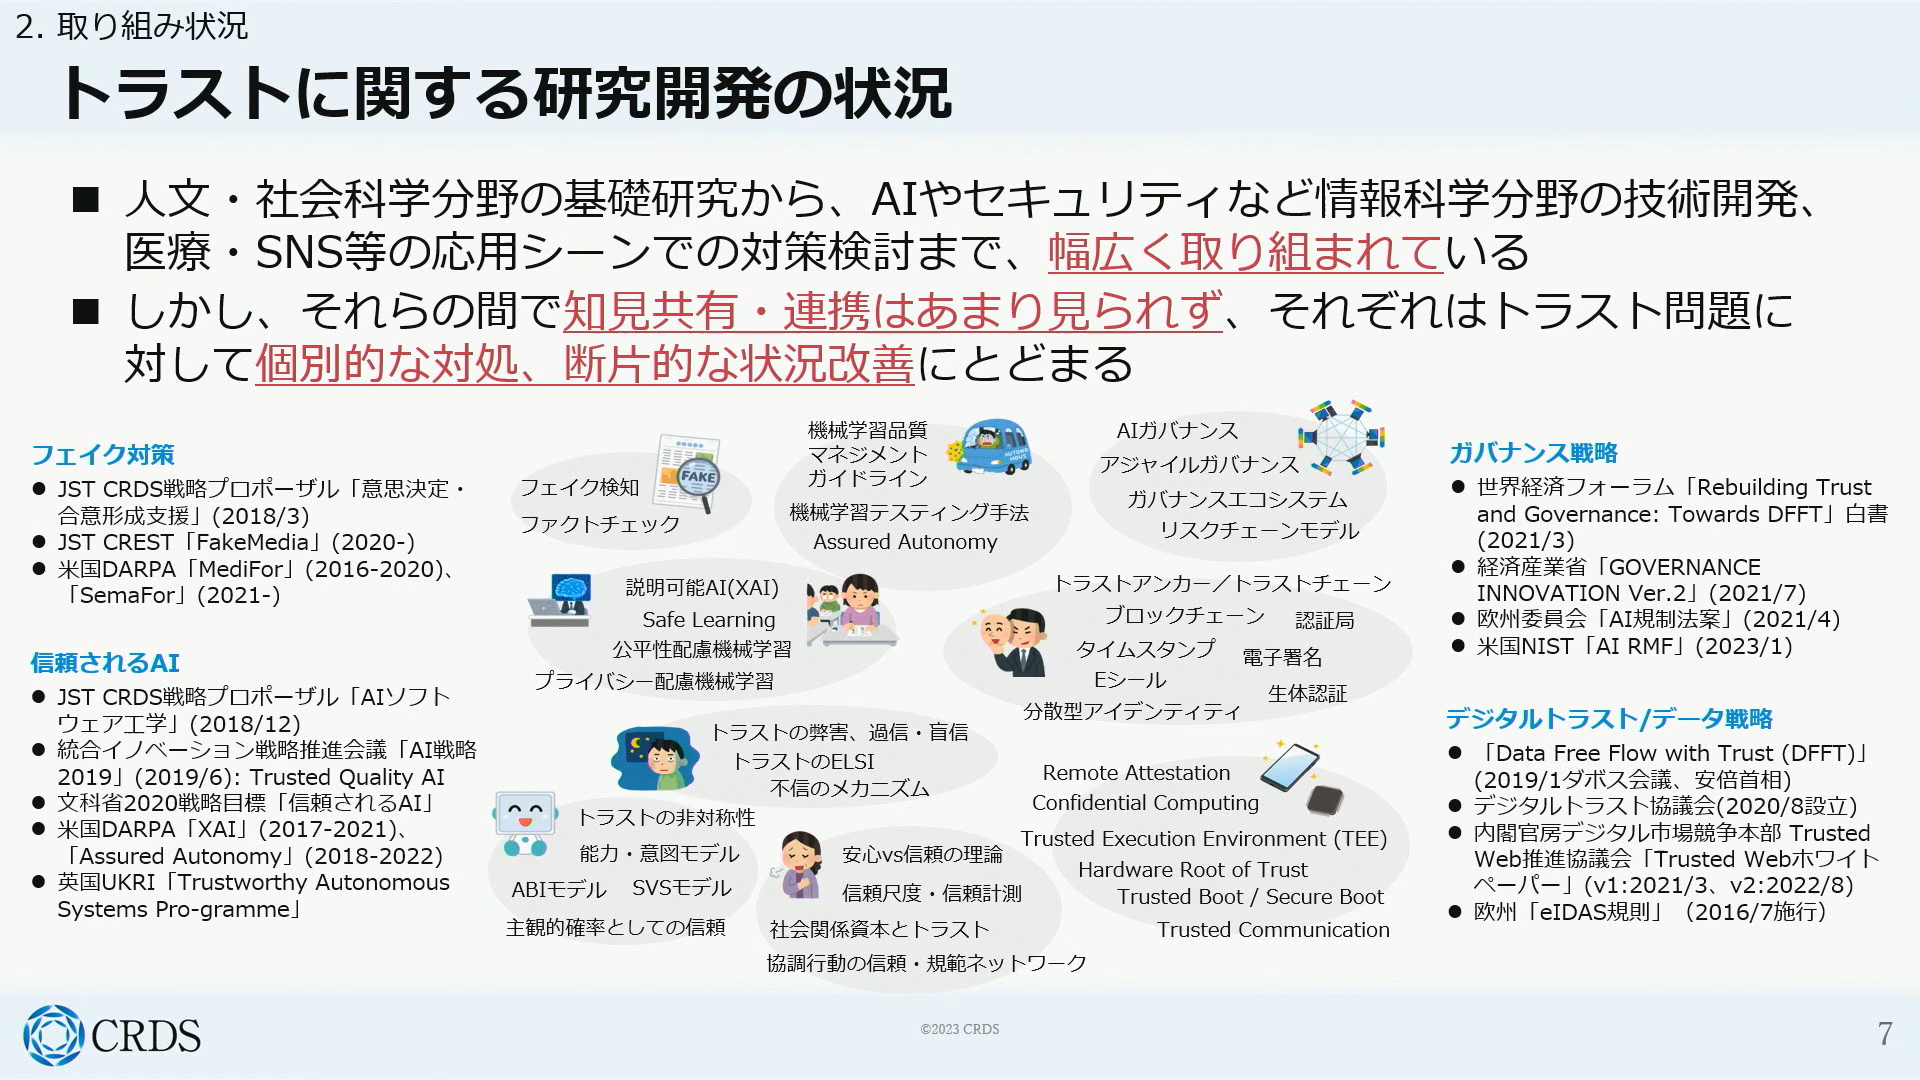 2. 取り組み状況
トラストに関する研究開発の状況
■ 人文・社会科学分野の基礎研究から、AIやセキュリティなど情報科学分野の技術開発、
医療・SNS等の応用シーンでの対策検討まで、幅広く取り組まれている
■ しかし、それらの間で知見共有・連携はあまり見られず、それぞれはトラスト問題に
対して個別的な対処、断片的な状況改善にとどまる
フェイク対策
● JST CRDS戦略プロポーザル「意思決定・
合意形成支援」(2018/3)
● JST CREST「FakeMedia」(2020-)
● 米国DARPA「MediFor」(2016-2020)、
「SemaFor」(2021-)
信頼されるAI
● JST CRDS戦略プロポーザル「AIソフト
ウェア工学」(2018/12)
● 統合イノベーション戦略推進会議「AI戦略
2019」(2019/6): Trusted Quality AI
● 文科省2020戦略目標「信頼されるAI」
● 米国DARPA「XAI」(2017-2021)、
「Assured Autonomy」(2018-2022)
● 英国UKRI「Trustworthy Autonomous
Systems Pro-gramme」
フェイク検知
ファクトチェック
FAKE
機械学習品質
マネジメント
ガイドライン
機械学習テスティング手法
Assured Autonomy
AUTONO
MOUS
AIガバナンス
アジャイルガバナンス
ガバナンスエコシステム
リスクチェーンモデル
説明可能AI(XAI)
Safe Learning
公平性配慮機械学習
プライバシー配慮機械学習
トラストアンカー／トラストチェーン
ブロックチェーン
認証局
タイムスタンプ
電子署名
Eシール
生体認証
分散型アイデンティティ
トラストの弊害、過信・盲信
トラストのELSI
不信のメカニズム
トラストの非対称性
能力・意図モデル
ABIモデル
SVSモデル
主観的確率としての信頼
安心vs信頼の理論
信頼尺度・信頼計測
社会関係資本とトラスト
協調行動の信頼・規範ネットワーク
Remote Attestation
Confidential Computing
Trusted Execution Environment (TEE)
Hardware Root of Trust
Trusted Boot / Secure Boot
Trusted Communication
ガバナンス戦略
● 世界経済フォーラム「Rebuilding Trust
and Governance: Towards DFFT」白書
(2021/3)
● 経済産業省「GOVERNANCE
INNOVATION Ver.2」(2021/7)
● 欧州委員会「AI規制法案」(2021/4)
● 米国NIST「AI RMF」(2023/1)
デジタルトラスト/データ戦略
● 「Data Free Flow with Trust (DFFT)」
(2019/1ダボス会議、安倍首相)
● デジタルトラスト協議会(2020/8設立)
● 内閣官房デジタル市場競争本部 Trusted
Web推進協議会「Trusted Webホワイト
ペーパー」(v1:2021/3、v2:2022/8)
● 欧州「eIDAS規則」（2016/7施行）
CRDS
©2023 CRDS
7